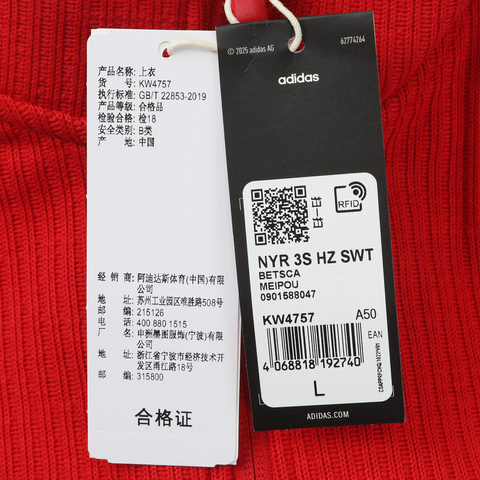 产品名称: 上衣
货    号: KW4757
执行标准: GB/T 22853-2019
产品等级: 合格品
检验合格: 检18
安全类别: B类
产    地: 中国
经 销 商: 阿迪达斯体育(中国)有限
公司
地    址: 苏州工业园区唯胜路508号
邮    编: 215126
电    话: 400 880 1515
厂    商: 申洲墨图服饰(宁波)有限
公司
地    址: 浙江省宁波市经济技术开
发区甬江路18号
邮    编: 315800
合格证
© 2025 adidas AG
62774264
adidas
RFID
L
NYR 3S HZ SWT
BETSCA
MEIPOU
0901588047
KW4757 A50
EAN
4 068818 192740
L
ADIDAS.COM